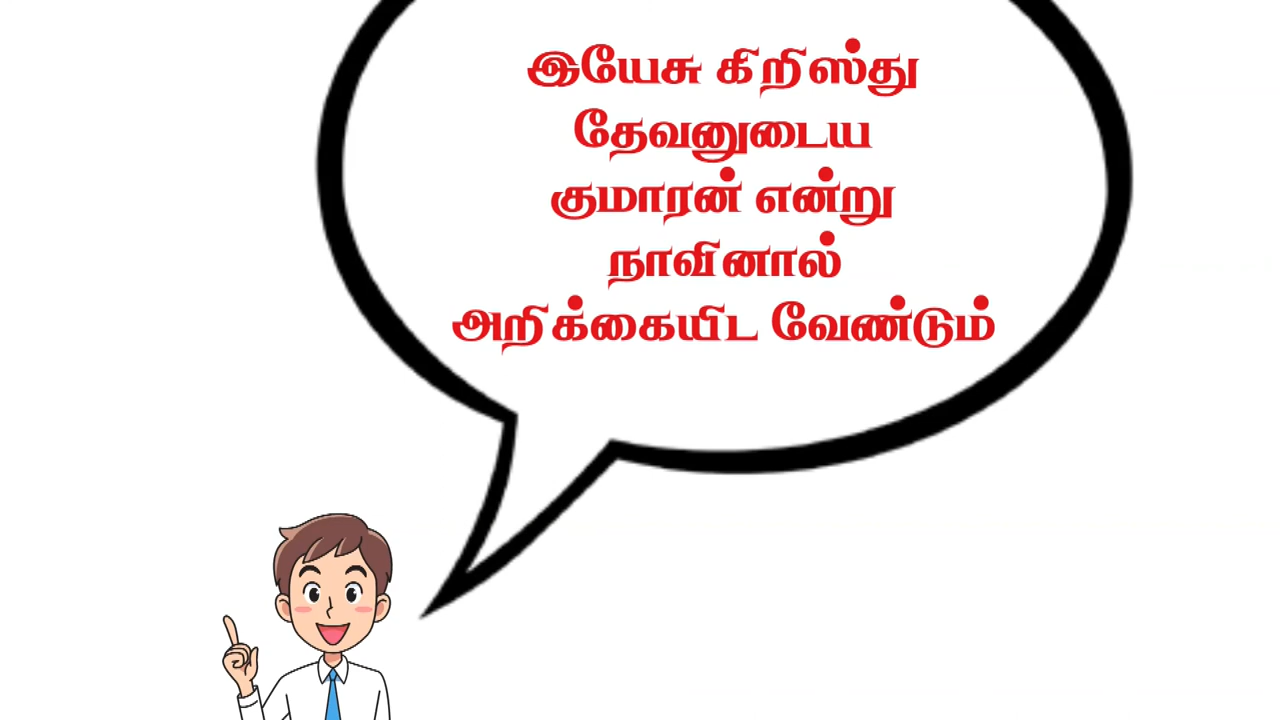 இயேசு கிறிஸ்து
தேவனுடைய
குமாரன் என்று
நாவினால்
அறிக்கையிட வேண்டும்